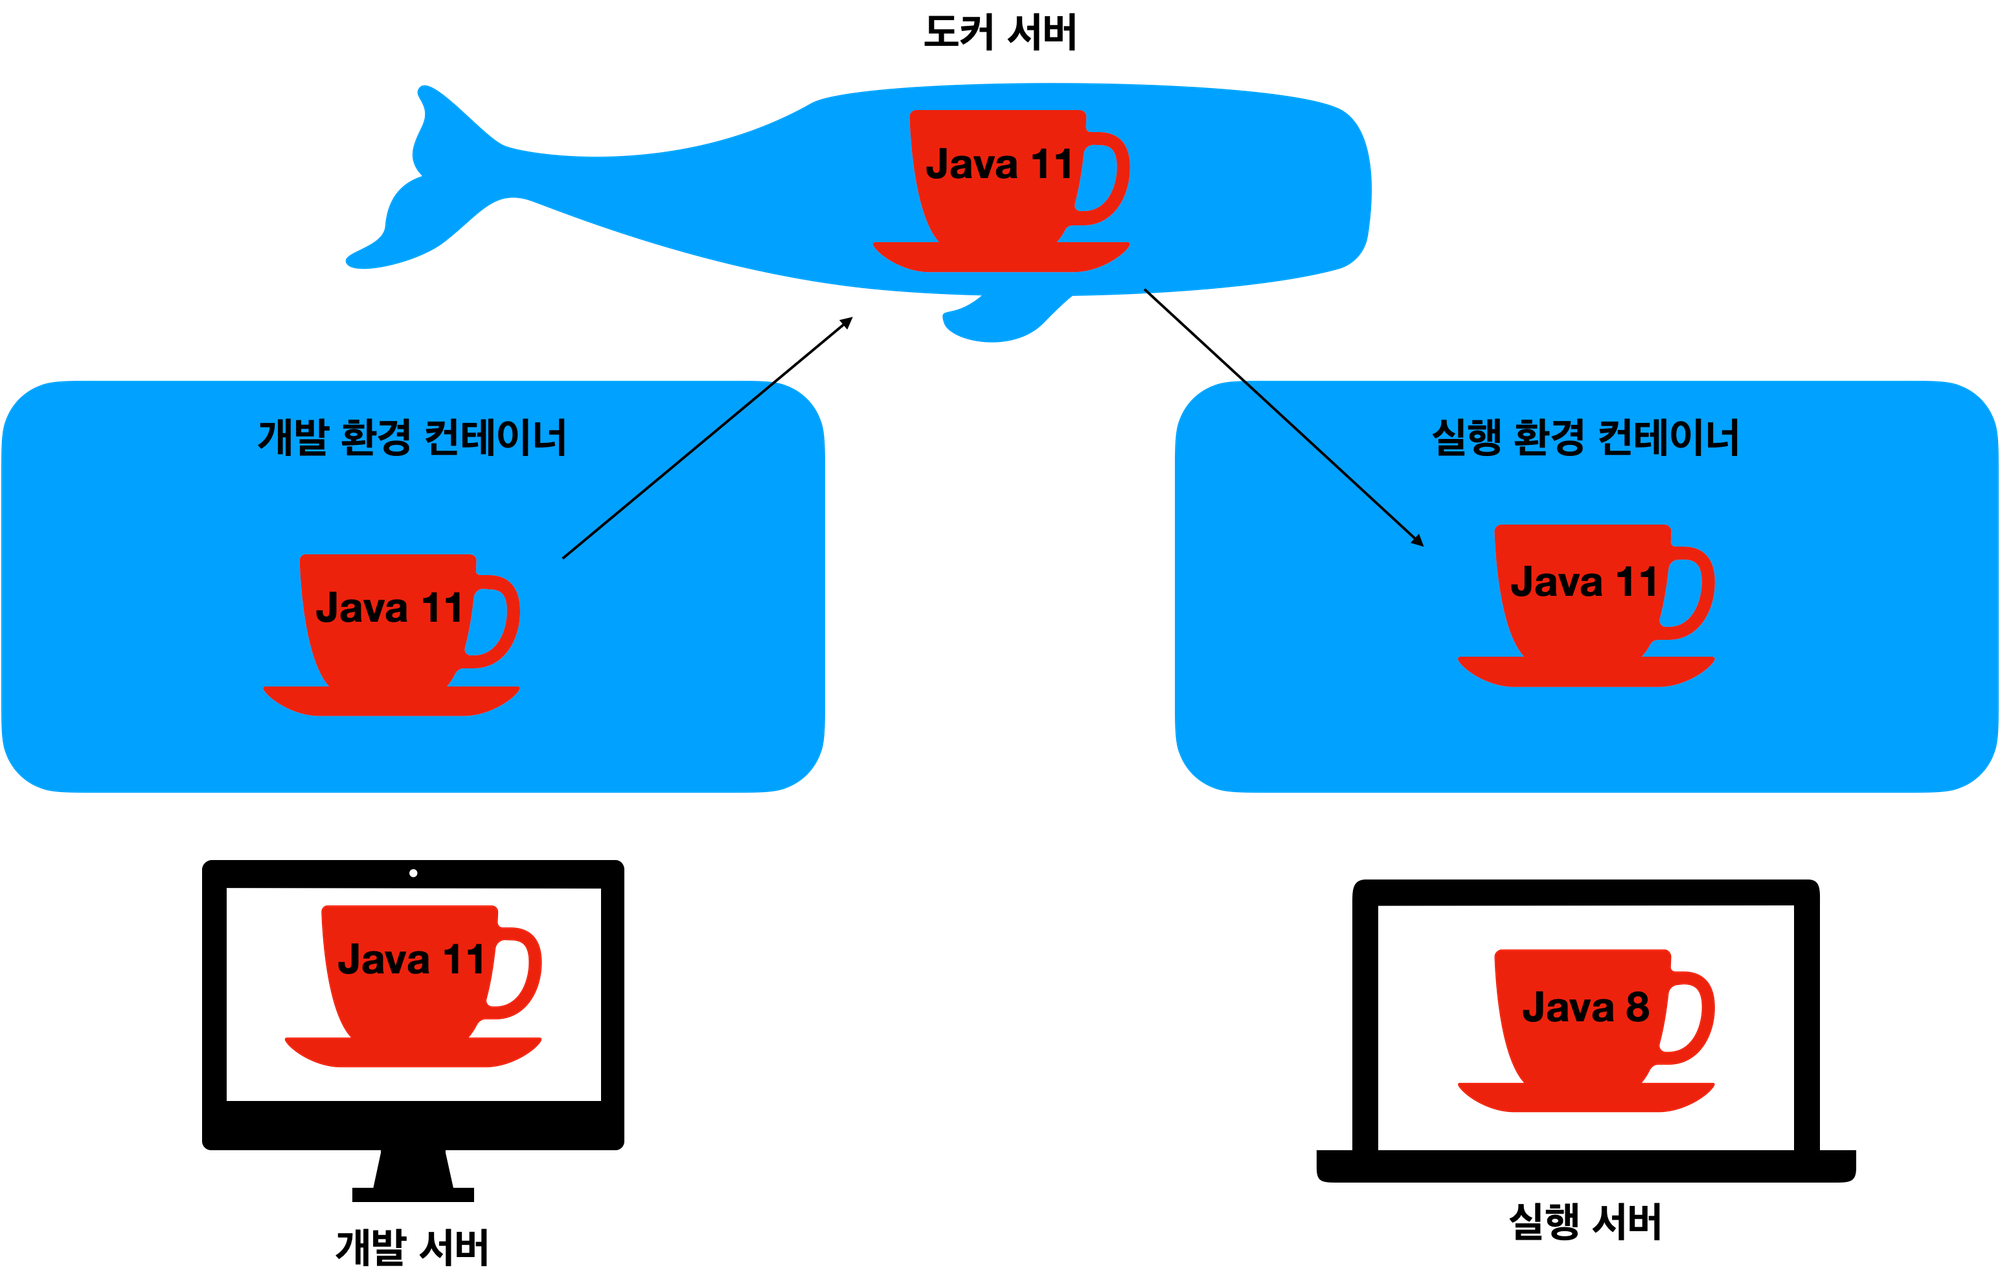 도커 서버
Java 11
개발 환경 컨테이너
실행 환경 컨테이너
Java 11
Java 11
Java 11
Java 8
개발 서버
실행 서버